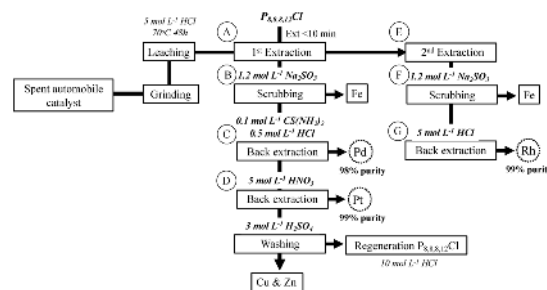 5 mol L⁻¹ HCl
70°C 48h
Leaching
Grinding
Spent automobile
catalyst
A
P₈,₈,₈,₁₂Cl
Ext <10 min
1ˢᵗ Extraction
B
1.2 mol L⁻¹ Na₂SO₃
Scrubbing
Fe
0.1 mol L⁻¹ CS(NH₂)₂
0.5 mol L⁻¹ HCl
C
Back extraction
Pd
98% purity
D
5 mol L⁻¹ HNO₃
Back extraction
Pt
99% purity
3 mol L⁻¹ H₂SO₄
Washing
Regeneration P₈,₈,₈,₁₂Cl
10 mol L⁻¹ HCl
Cu & Zn
E
2ⁿᵈ Extraction
F
1.2 mol L⁻¹ Na₂SO₃
Scrubbing
Fe
G
5 mol L⁻¹ HCl
Back extraction
Rh
99% purity